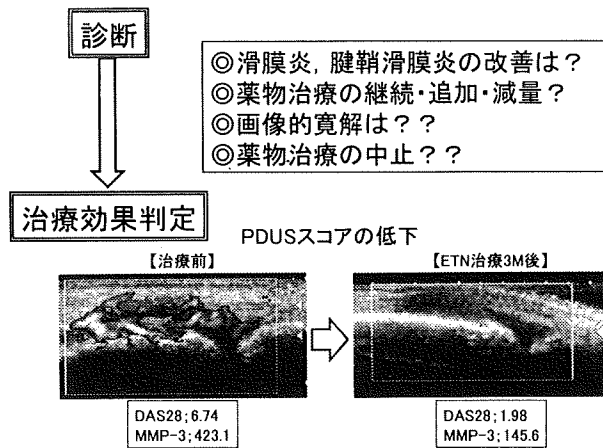 診断
◎滑膜炎，腱鞘滑膜炎の改善は？
◎薬物治療の継続・追加・減量？
◎画像的寛解は？？
◎薬物治療の中止？？
治療効果判定
PDUSスコアの低下
【治療前】
【ETN治療3M後】
DAS28；6.74
MMP-3；423.1
DAS28；1.98
MMP-3；145.6